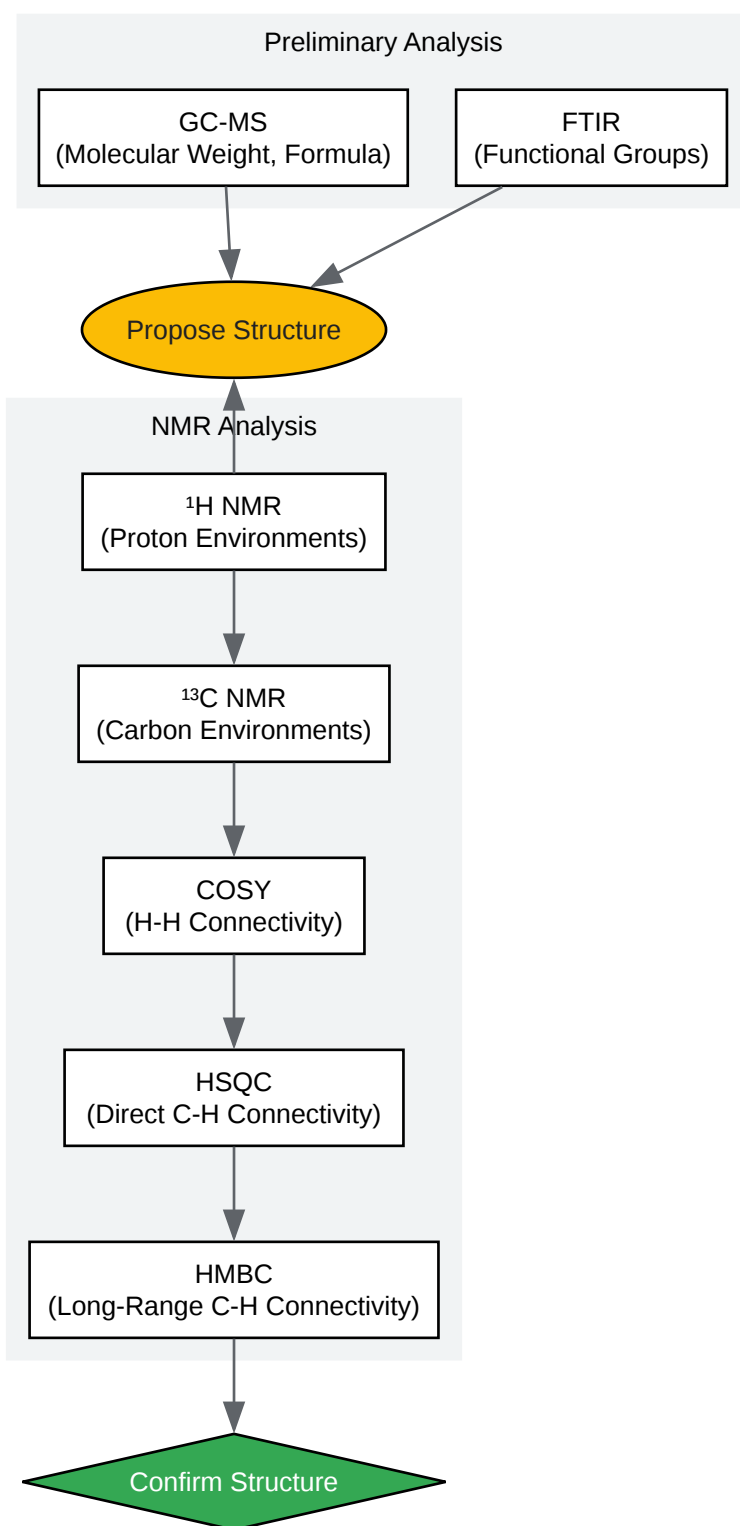 Preliminary Analysis
GC-MS
(Molecular Weight, Formula)
FTIR
(Functional Groups)
Propose Structure
NMR Analysis
¹H NMR
(Proton Environments)
¹³C NMR
(Carbon Environments)
COSY
(H-H Connectivity)
HSQC
(Direct C-H Connectivity)
HMBC
(Long-Range C-H Connectivity)
Confirm Structure